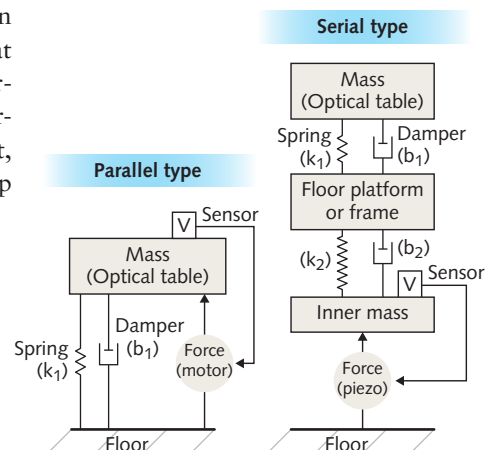 n
at
r-
r-
t,
p
Parallel type
V
Sensor
Mass
(Optical table)
Spring
(k1)
Damper
(b1)
Force
(motor)
Floor
Serial type
Mass
(Optical table)
Spring
(k1)
Damper
(b1)
Floor platform
or frame
(k2)
(b2)
V
Sensor
Inner mass
Force
(piezo)
Floor